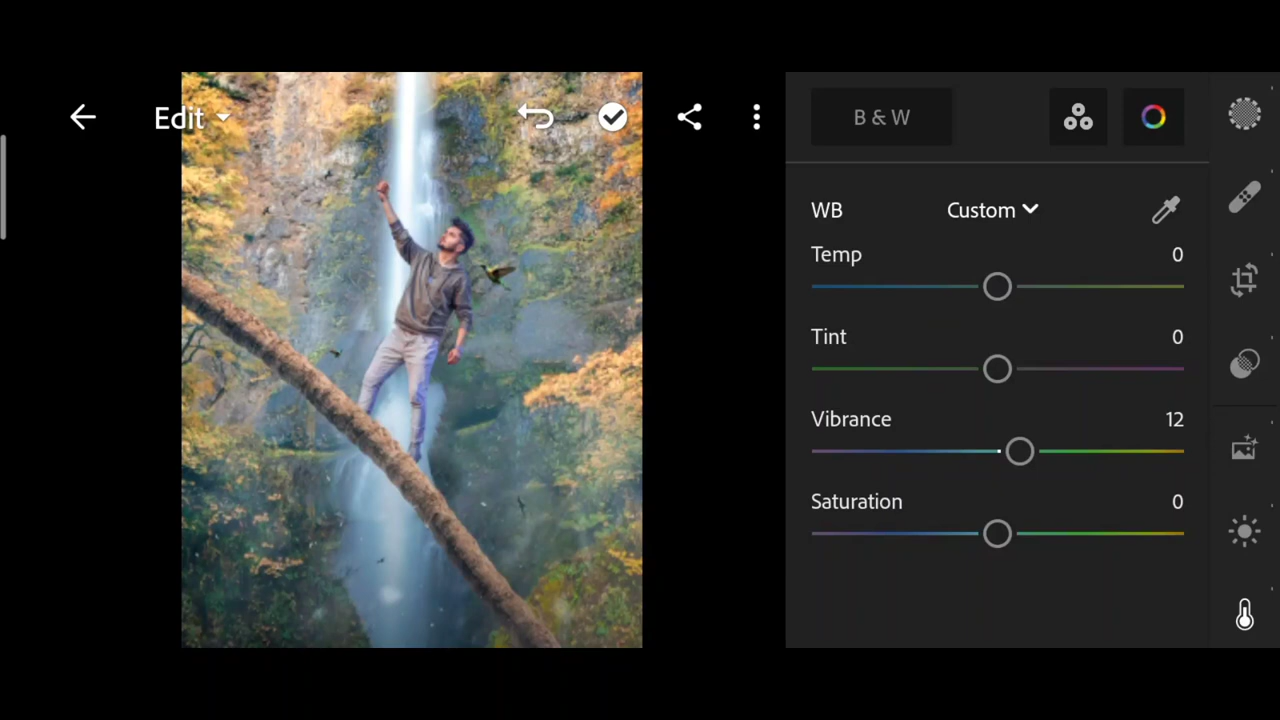 Edit
B & W
WB Custom
Temp 0
Tint 0
Vibrance 12
Saturation 0